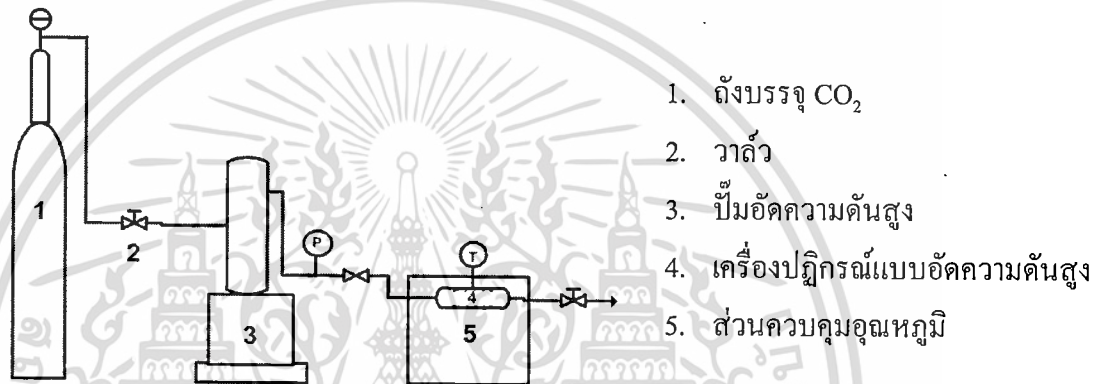 1
2
3
P
T
4
5
1. ถังบรรจุ CO₂
2. วาล์ว
3. ปั๊มอัดความดันสูง
4. เครื่องปฏิกรณ์แบบอัดความดันสูง
5. ส่วนควบคุมอุณหภูมิ